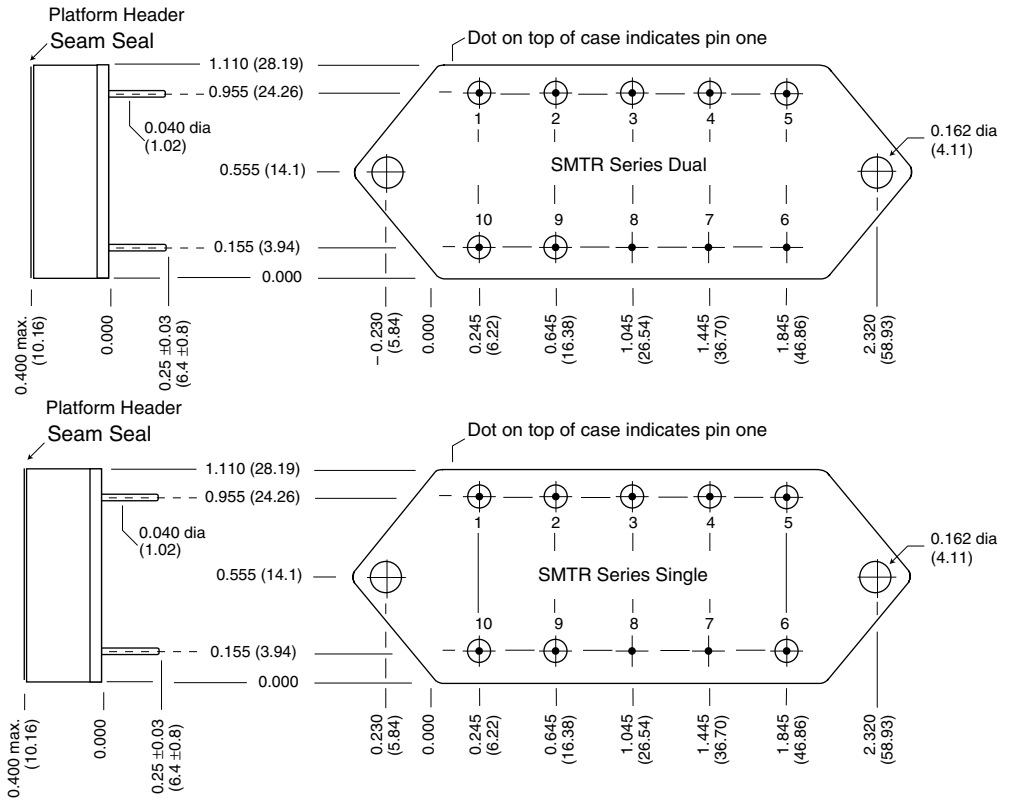 Platform Header
Seam Seal
Dot on top of case indicates pin one
1.110 (28.19)
0.955 (24.26)
1 2 3 4 5
0.040 dia
(1.02)
0.162 dia
(4.11)
0.555 (14.1)
SMTR Series Dual
10 9 8 7 6
0.155 (3.94)
0.000
0.400 max.
(10.16)
0.000
0.25 ±0.03
(6.4 ±0.8)
– 0.230
(5.84)
0.000
0.245
(6.22)
0.645
(16.38)
1.045
(26.54)
1.445
(36.70)
1.845
(46.86)
2.320
(58.93)
Platform Header
Seam Seal
Dot on top of case indicates pin one
1.110 (28.19)
0.955 (24.26)
1 2 3 4 5
0.040 dia
(1.02)
0.162 dia
(4.11)
0.555 (14.1)
SMTR Series Single
10 9 8 7 6
0.155 (3.94)
0.000
0.400 max.
(10.16)
0.000
0.25 ±0.03
(6.4 ±0.8)
0.230
(5.84)
0.000
0.245
(6.22)
0.645
(16.38)
1.045
(26.54)
1.445
(36.70)
1.845
(46.86)
2.320
(58.93)